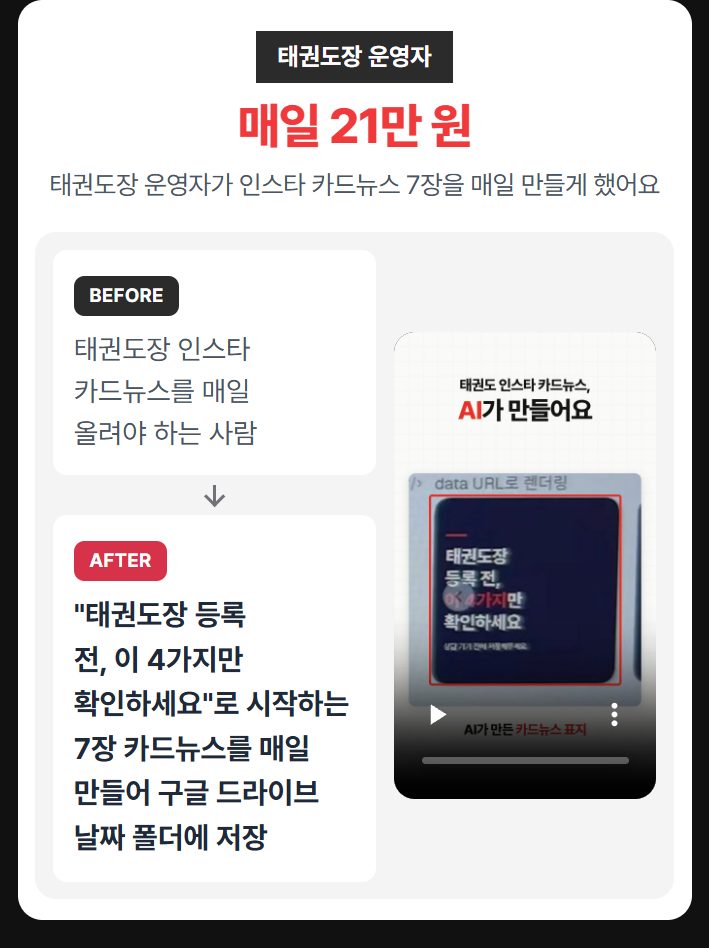 태권도장 운영자
매일 21만 원
태권도장 운영자가 인스타 카드뉴스 7장을 매일 만들게 했어요
BEFORE
태권도장 인스타
카드뉴스를 매일
올려야 하는 사람
AFTER
"태권도장 등록
전, 이 4가지만
확인하세요"로 시작하는
7장 카드뉴스를 매일
만들어 구글 드라이브
날짜 폴더에 저장
태권도 인스타 카드뉴스,
AI가 만들어요
data URL로 렌더링
태권도장
등록 전,
이 4가지만
확인하세요
AI가 만든 카드뉴스 표지